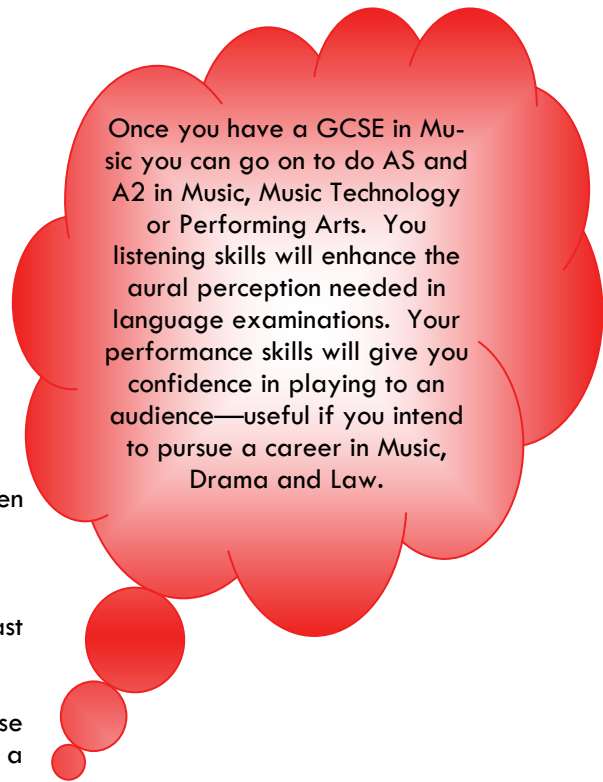 Once you have a GCSE in Mu-
sic you can go on to do AS and
A2 in Music, Music Technology
or Performing Arts.  You
listening skills will enhance the
aural perception needed in
language examinations.  Your
performance skills will give you
confidence in playing to an
audience—useful if you intend
to pursue a career in Music,
Drama and Law.
a